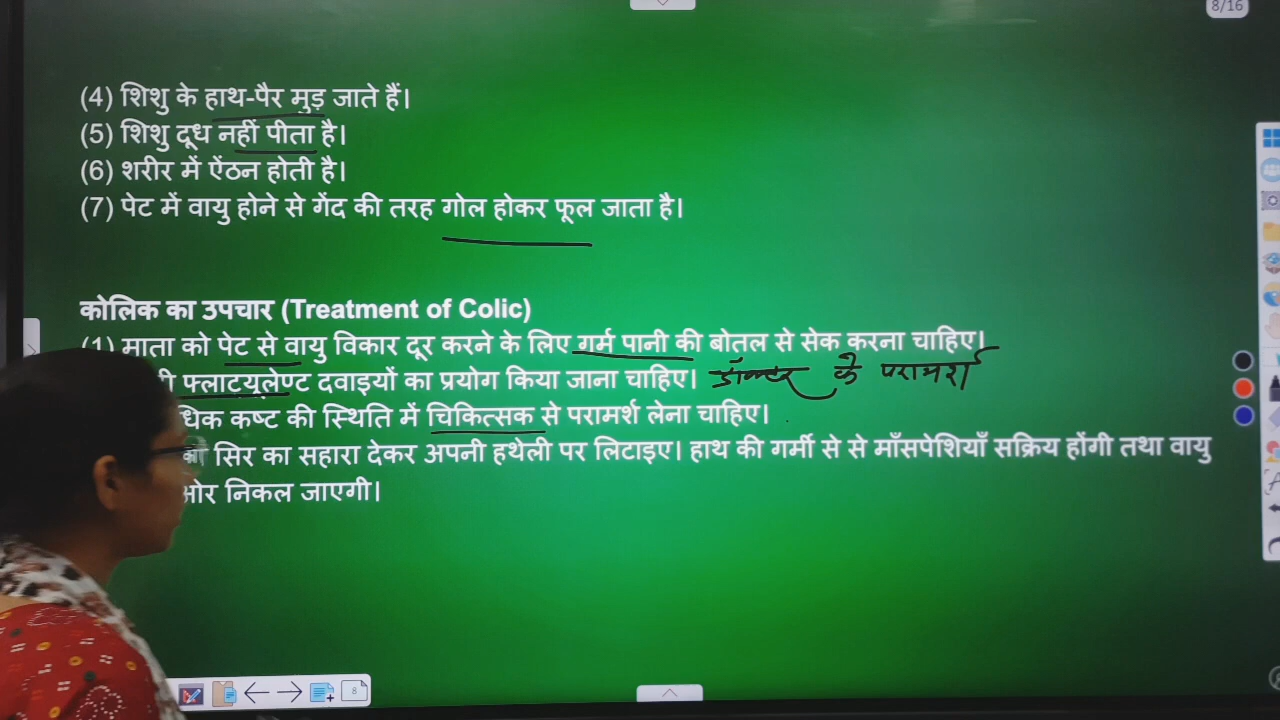 8/16
(4) शिशु के हाथ-पैर मुड़ जाते हैं।
(5) शिशु दूध नहीं पीता है।
(6) शरीर में ऐंठन होती है।
(7) पेट में वायु होने से गेंद की तरह गोल होकर फूल जाता है।
कोलिक का उपचार (Treatment of Colic)
(1) माता को पेट से वायु विकार दूर करने के लिए गर्म पानी की बोतल से सेक करना चाहिए।
फ्लाटयूलेण्ट दवाइयों का प्रयोग किया जाना चाहिए। डॉक्टर के परामर्श
कष्ट की स्थिति में चिकित्सक से परामर्श लेना चाहिए।
सिर का सहारा देकर अपनी हथेली पर लिटाइए। हाथ की गर्मी से से माँसपेशियाँ सक्रिय होंगी तथा वायु
ओर निकल जाएगी।
8